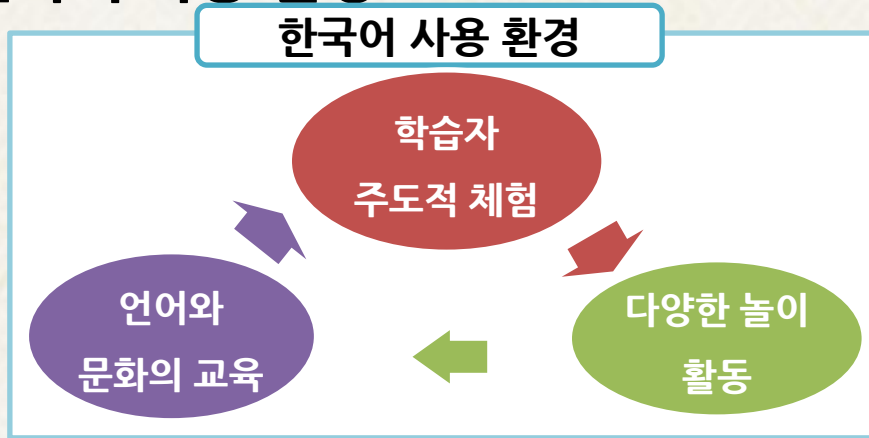 한국어 사용 환경
학습자
주도적 체험
언어와
문화의 교육
다양한 놀이
활동